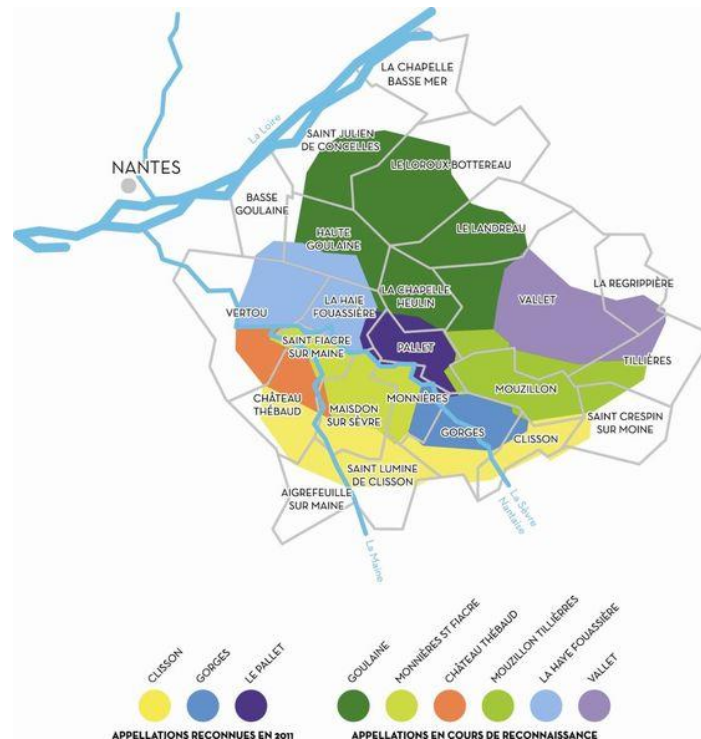 LA CHAPELLE
BASSE MER
La Loire
SAINT JULIEN
DE CONCELLES
NANTES
LE LOROUX-BOTTEREAU
BASSE
GOULAINE
LE LANDREAU
HAUTE
GOULAINE
LA REGRIPPIÈRE
LA CHAPELLE
HEULIN
VALLET
LA HAIE
FOUASSIÈRE
VERTOU
SAINT FIACRE
SUR MAINE
PALLET
TILLIÈRES
MOUZILLON
CHÂTEAU
THÉBAUD
MONNIÈRES
MAISDON
SUR SÈVRE
SAINT CRESPIN
SUR MOINE
GORGES
CLISSON
SAINT LUMINE
DE CLISSON
AIGREFEUILLE
SUR MAINE
La Sèvre
Nantaise
La Maine
CLISSON
GORGES
LE PALLET
GOULAINE
MONNIÈRES ST FIACRE
CHÂTEAU THÉBAUD
MOUZILLON TILLIÈRRES
LA HAYE FOUASSIÈRE
VALLET
APPELLATIONS RECONNUES EN 2011
APPELLATIONS EN COURS DE RECONNAISSANCE